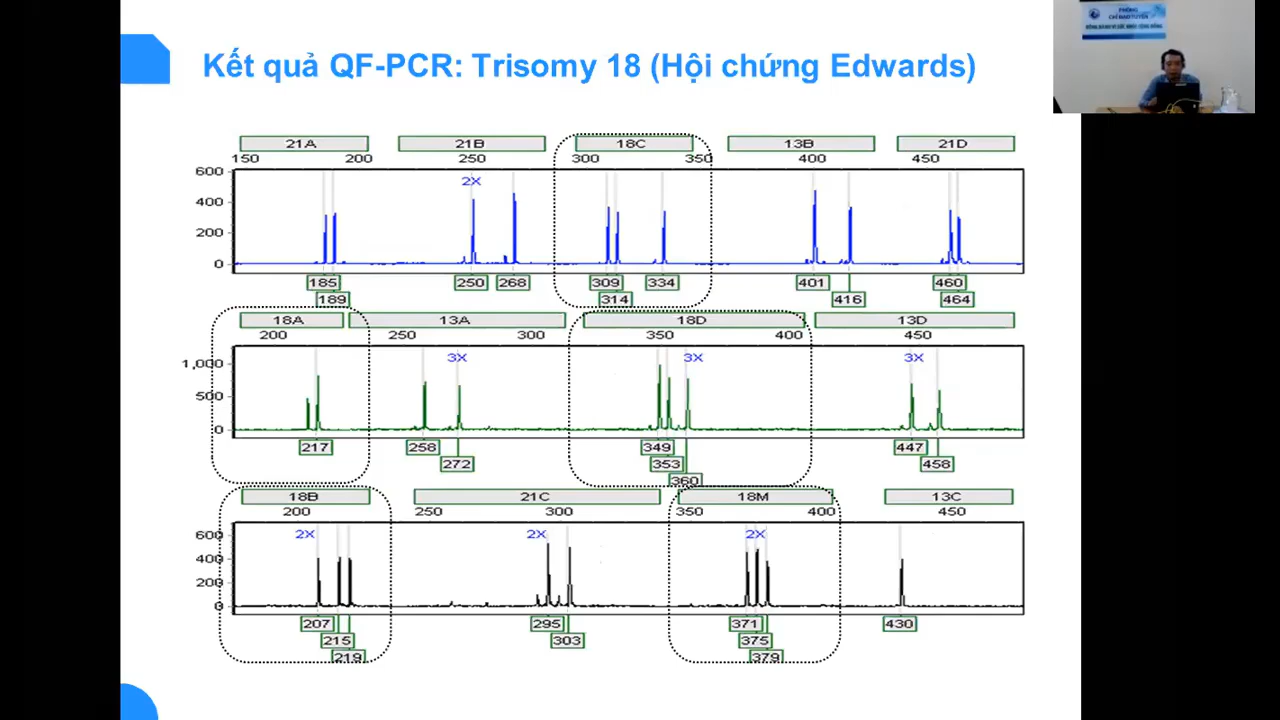 Kết quả QF-PCR: Trisomy 18 (Hội chứng Edwards)
PHÒNG
CHỈ ĐẠO TUYẾN
21A 21B 18C 13B 21D
150 200 250 300 350 400 450
600
400
200
0
2X
185 250 268 309 334 401 460
189 314 416 464
18A 13A 18D 13D
200 250 300 350 400 450
1,000
500
0
3X 3X 3X
217 258 349 447
272 353 458
360
18B 21C 18M 13C
200 250 300 350 400 450
600
400
200
0
2X 2X 2X
207 295 371 430
215 303 375
219 379